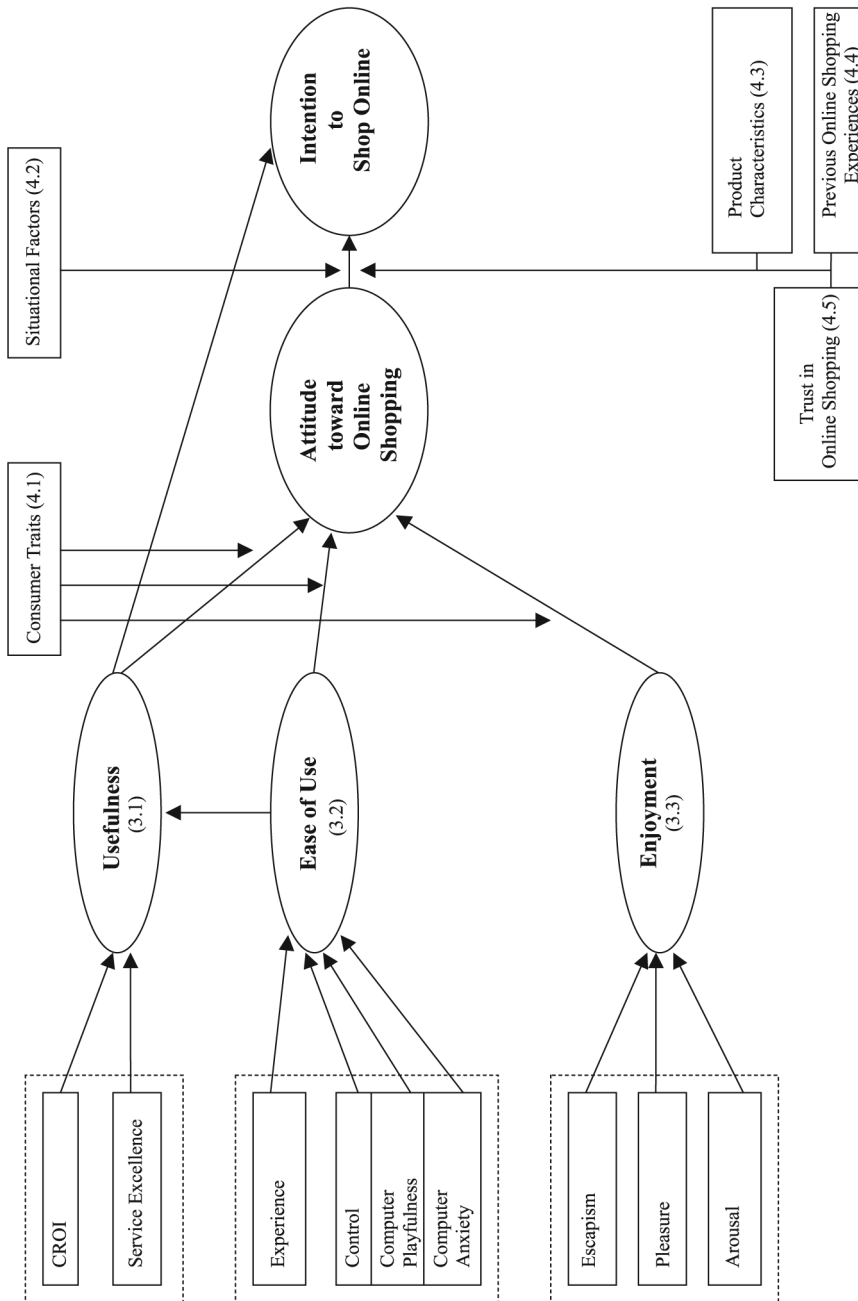 CROI
Service Excellence
Experience
Control
Computer
Playfulness
Computer
Anxiety
Escapism
Pleasure
Arousal
Usefulness
(3.1)
Ease of Use
(3.2)
Enjoyment
(3.3)
Consumer Traits (4.1)
Attitude
toward
Online
Shopping
Situational Factors (4.2)
Intention
to
Shop Online
Product
Characteristics (4.3)
Previous Online Shopping
Experiences (4.4)
Trust in
Online Shopping (4.5)